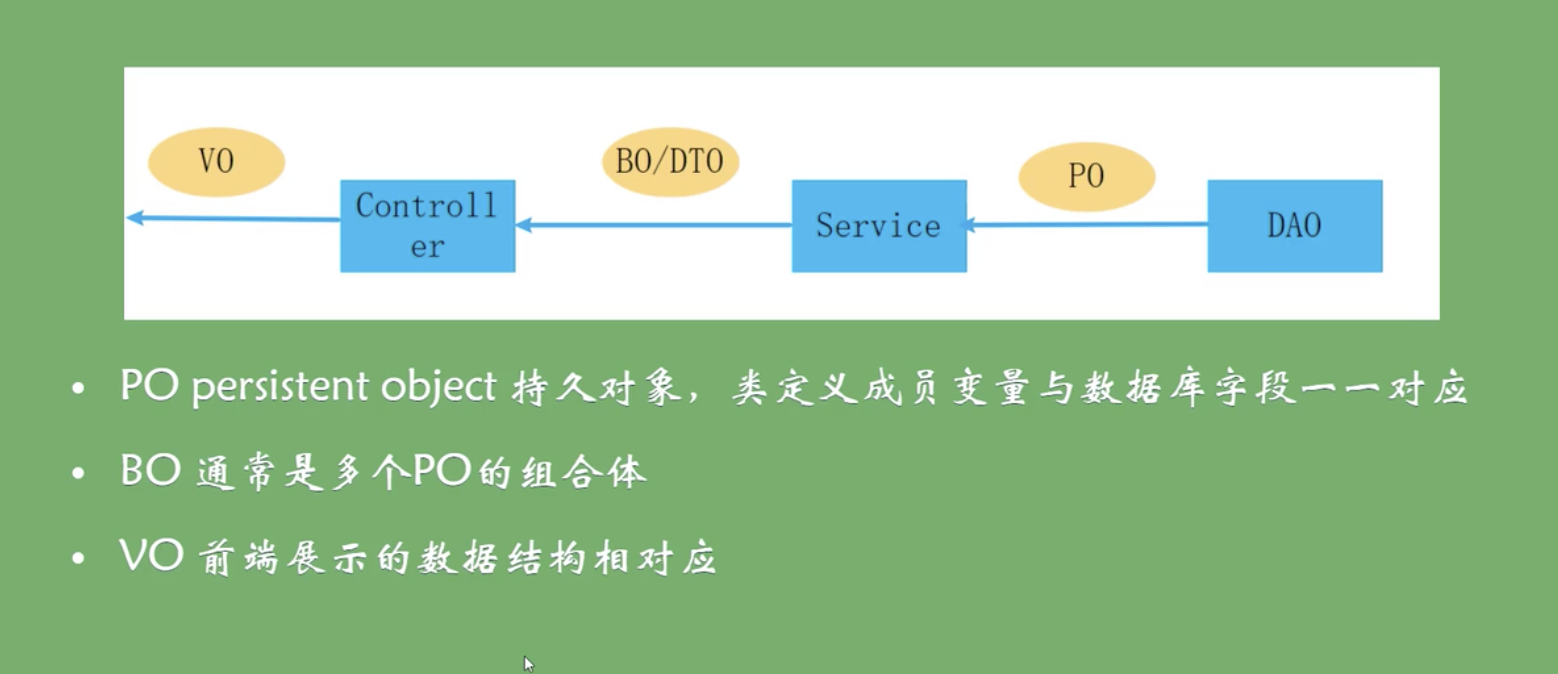 VO
BO/DTO
PO
Controll
er
Service
DAO
• PO persistent object 持久对象，类定义成员变量与数据库字段一一对应
• BO 通常是多个PO的组合体
• VO 前端展示的数据结构相对应